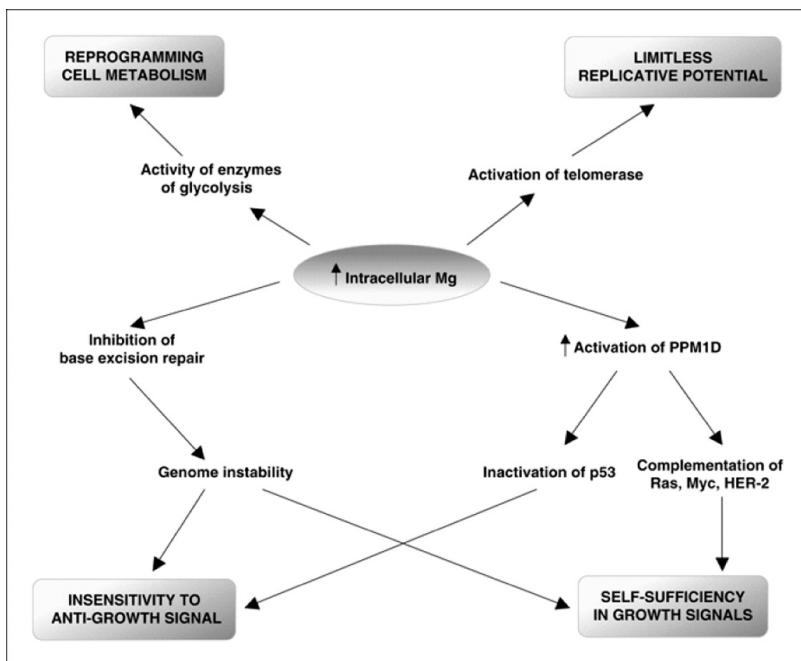 REPROGRAMMING
CELL METABOLISM
LIMITLESS
REPLICATIVE POTENTIAL
Activity of enzymes
of glycolysis
Activation of telomerase
Intracellular Mg
Inhibition of
base excision repair
Activation of PPM1D
Genome instability
Inactivation of p53
Complementation of
Ras, Myc, HER-2
INSENSITIVITY TO
ANTI-GROWTH SIGNAL
SELF-SUFFICIENCY
IN GROWTH SIGNALS